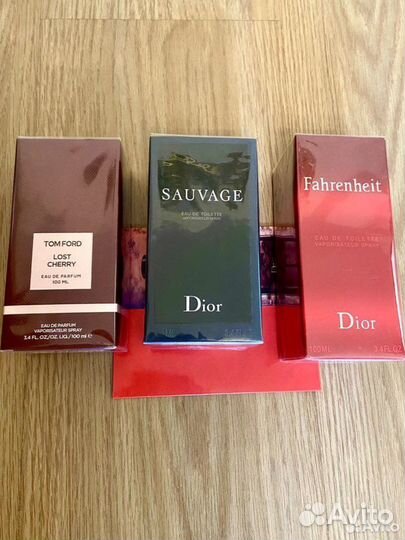 TOM FORD
LOST
CHERRY
EAU DE PARFUM
100 ML
EAU DE PARFUM
VAPORISATEUR SPRAY
3.4 FL.OZ/OZ. LIQ./100 ml e
SAUVAGE
EAU DE TOILETTE
VAPORISATEUR SPRAY
Dior
3.4 FL.
Fahrenheit
EAU DE TOILETTE
VAPORISATEUR SPRAY
Dior
100ML 3.4FL.OZ
Avito